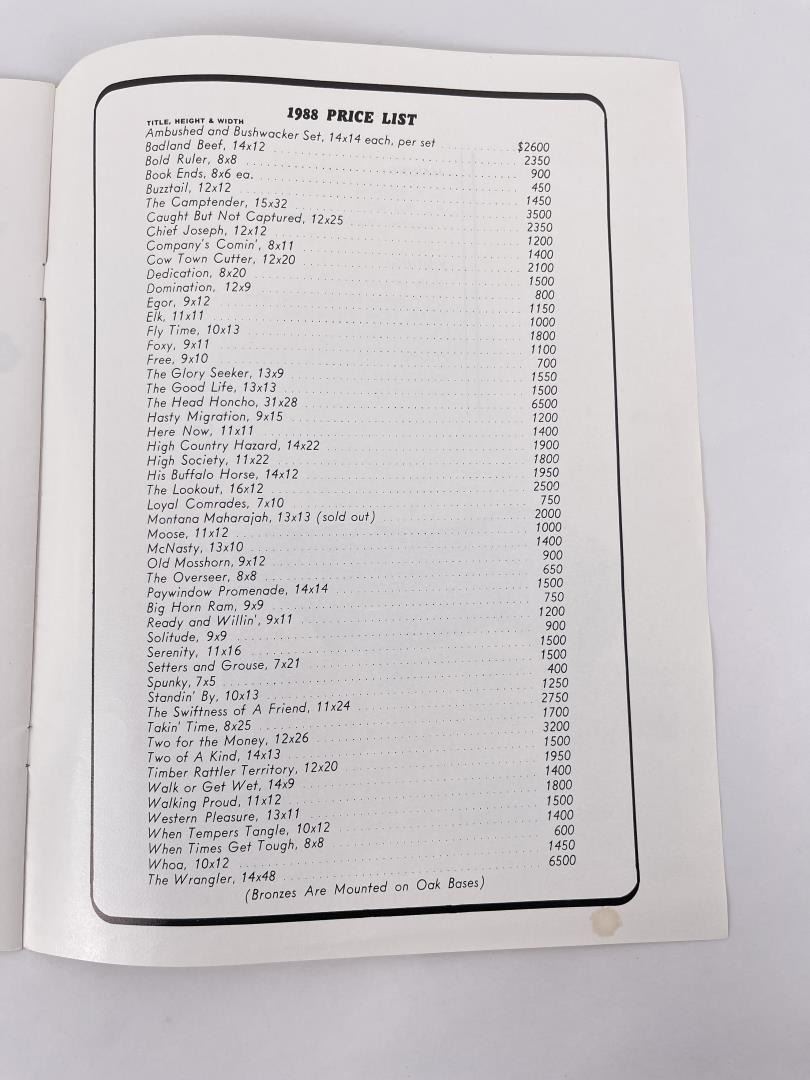 1988 PRICE LIST
TITLE, HEIGHT & WIDTH
Ambushed and Bushwacker Set, 14x14 each, per set $2600
Badland Beef, 14x12 2350
Bold Ruler, 8x8 900
Book Ends, 8x6 ea. 450
Buzztail, 12x12 1450
The Camptender, 15x32 3500
Caught But Not Captured, 12x25 2350
Chief Joseph, 12x12 1200
Company's Comin', 8x11 1400
Cow Town Cutter, 12x20 2100
Dedication, 8x20 1500
Domination, 12x9 800
Egor, 9x12 1150
Elk, 11x11 1000
Fly Time, 10x13 1800
Foxy, 9x11 1100
Free, 9x10 700
The Glory Seeker, 13x9 1550
The Good Life, 13x13 1500
The Head Honcho, 31x28 6500
Hasty Migration, 9x15 1200
Here Now, 11x11 1400
High Country Hazard, 14x22 1900
High Society, 11x22 1800
His Buffalo Horse, 14x12 1950
The Lookout, 16x12 2500
Loyal Comrades, 7x10 750
Montana Maharajah, 13x13 (sold out) 2000
Moose, 11x12 1000
McNasty, 13x10 1400
Old Mosshorn, 9x12 900
The Overseer, 8x8 650
Paywindow Promenade, 14x14 1500
Big Horn Ram, 9x9 750
Ready and Willin', 9x11 1200
Solitude, 9x9 900
Serenity, 11x16 1500
Setters and Grouse, 7x21 1500
Spunky, 7x5 400
Standin' By, 10x13 1250
The Swiftness of A Friend, 11x24 2750
Takin' Time, 8x25 1700
Two for the Money, 12x26 3200
Two of A Kind, 14x13 1500
Timber Rattler Territory, 12x20 1950
Walk or Get Wet, 14x9 1400
Walking Proud, 11x12 1800
Western Pleasure, 13x11 1500
When Tempers Tangle, 10x12 1400
When Times Get Tough, 8x8 600
Whoa, 10x12 1450
The Wrangler, 14x48 6500
(Bronzes Are Mounted on Oak Bases)